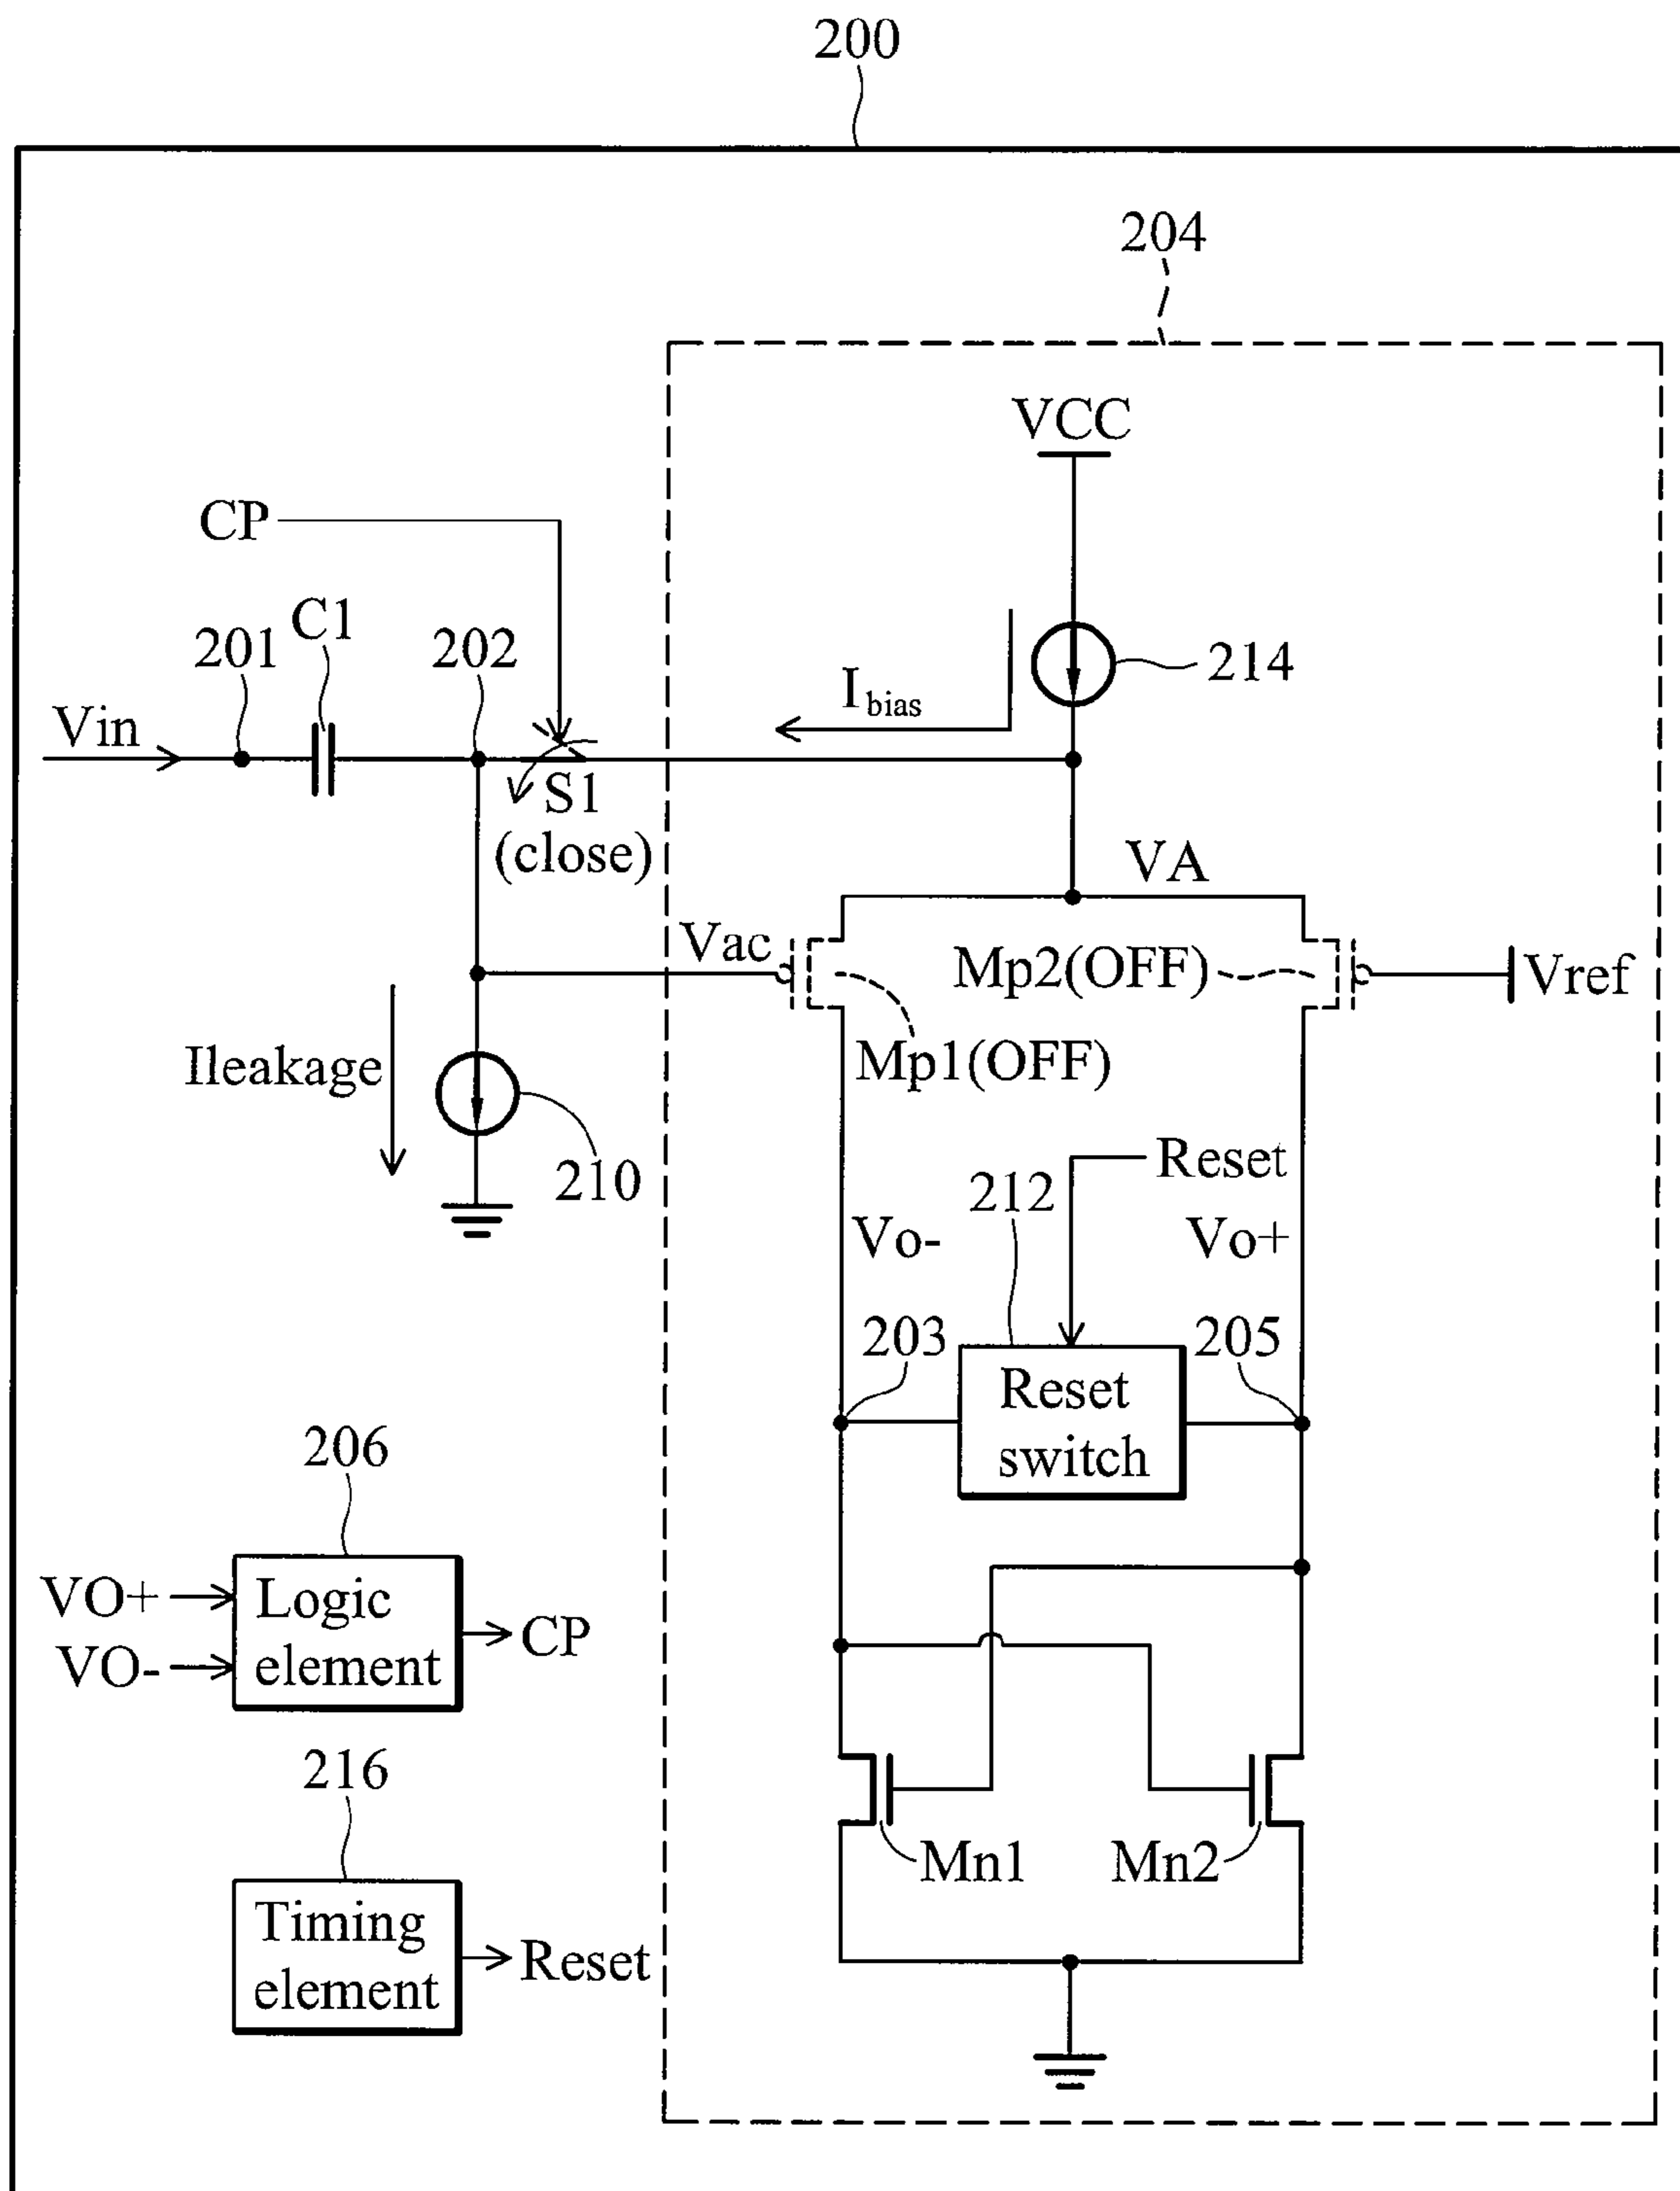 200
204
VCC
CP
C1
201
202
214
Vin
Ibias
S1
(close)
VA
Vac
Mp2(OFF)
Vref
Ileakage
Mp1(OFF)
Reset
210
212
Vo-
Vo+
203
205
Reset
switch
206
VO+
VO-
Logic
element
CP
216
Mn1
Mn2
Timing
element
Reset